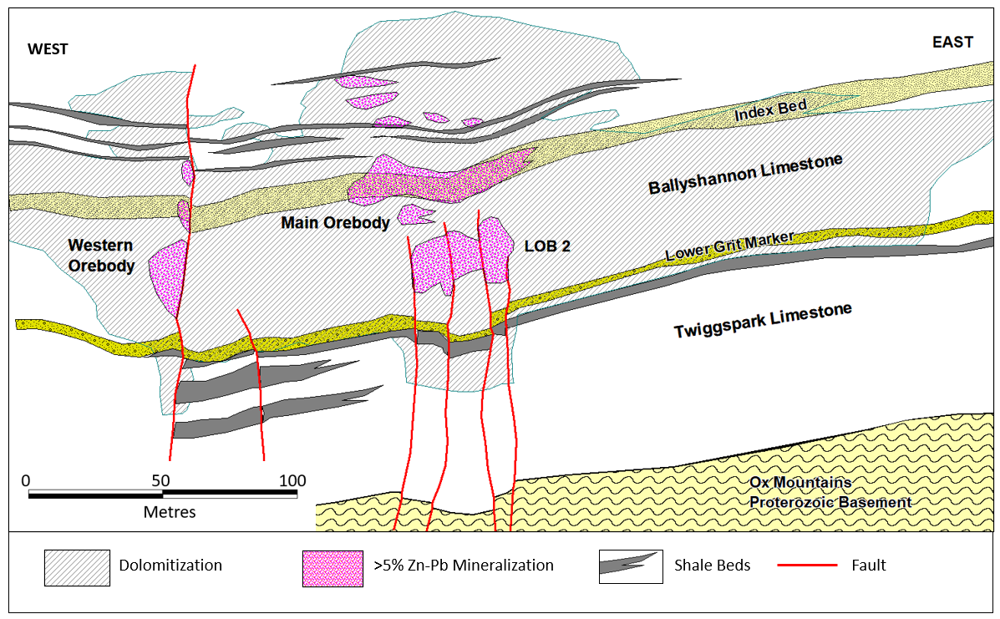 WEST
EAST
Index Bed
Ballyshannon Limestone
Main Orebody
Western
Orebody
LOB 2
Lower Grit Marker
Twiggspark Limestone
Ox Mountains
Proterozoic Basement
0 50 100
Metres
Dolomitization
>5% Zn-Pb Mineralization
Shale Beds
Fault